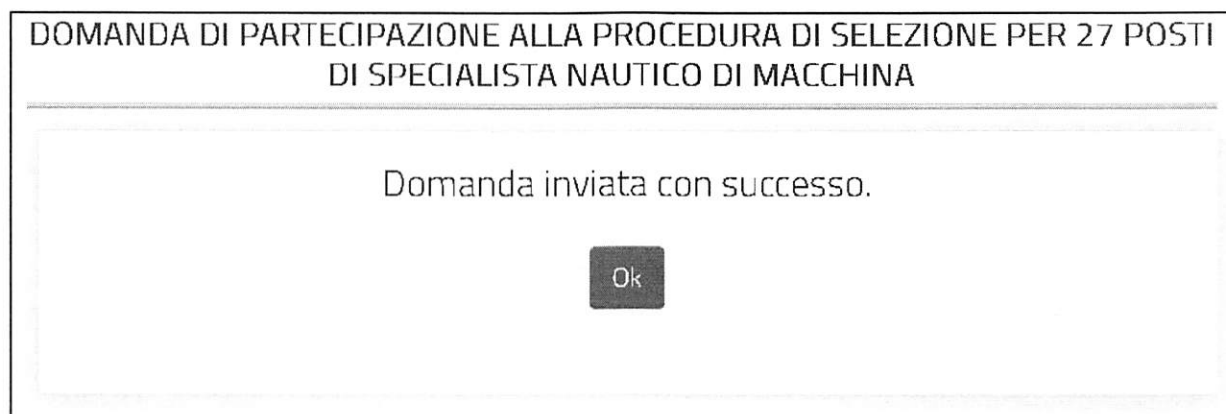 DOMANDA DI PARTECIPAZIONE ALLA PROCEDURA DI SELEZIONE PER 27 POSTI
DI SPECIALISTA NAUTICO DI MACCHINA
Domanda inviata con successo.
Ok